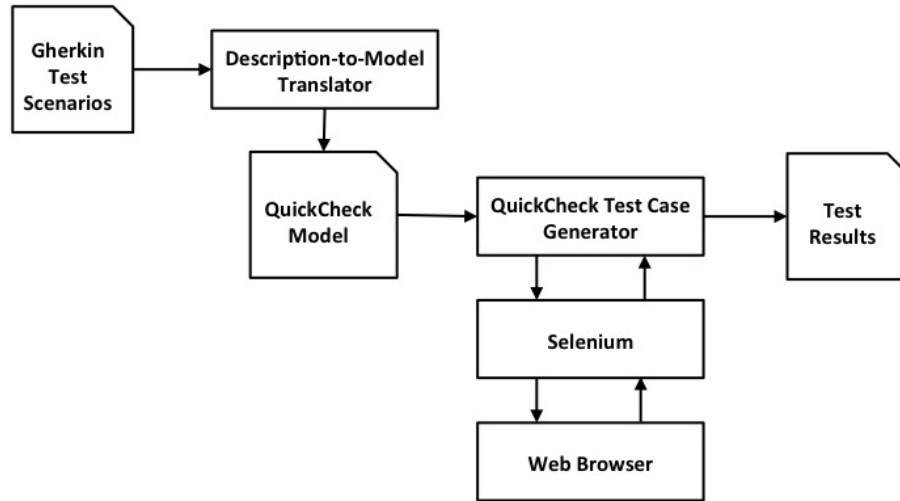 Gherkin
Test
Scenarios
Description-to-Model
Translator
QuickCheck
Model
QuickCheck Test Case
Generator
Test
Results
Selenium
Web Browser